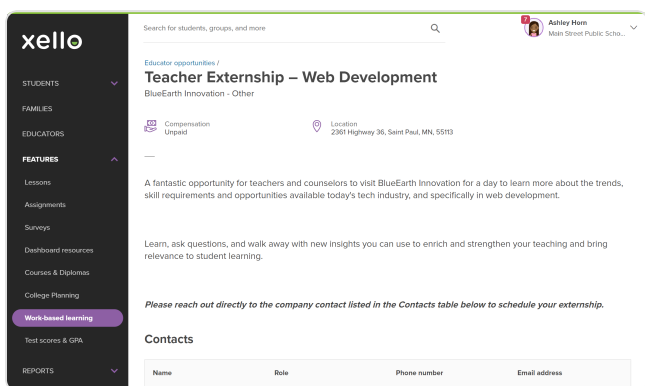 xello
Search for students, groups, and more
7
Ashley Horn
Main Street Public Scho...
STUDENTS
FAMILIES
EDUCATORS
FEATURES
Lessons
Assignments
Surveys
Dashboard resources
Courses & Diplomas
College Planning
Work-based learning
Test scores & GPA
REPORTS
Educator opportunities /
Teacher Externship – Web Development
BlueEarth Innovation - Other
Compensation
Unpaid
Location
2361 Highway 36, Saint Paul, MN, 55113
A fantastic opportunity for teachers and counselors to visit BlueEarth Innovation for a day to learn more about the trends,
skill requirements and opportunities available today's tech industry, and specifically in web development.
Learn, ask questions, and walk away with new insights you can use to enrich and strengthen your teaching and bring
relevance to student learning.
Please reach out directly to the company contact listed in the Contacts table below to schedule your externship.
Contacts
Name Role Phone number Email address